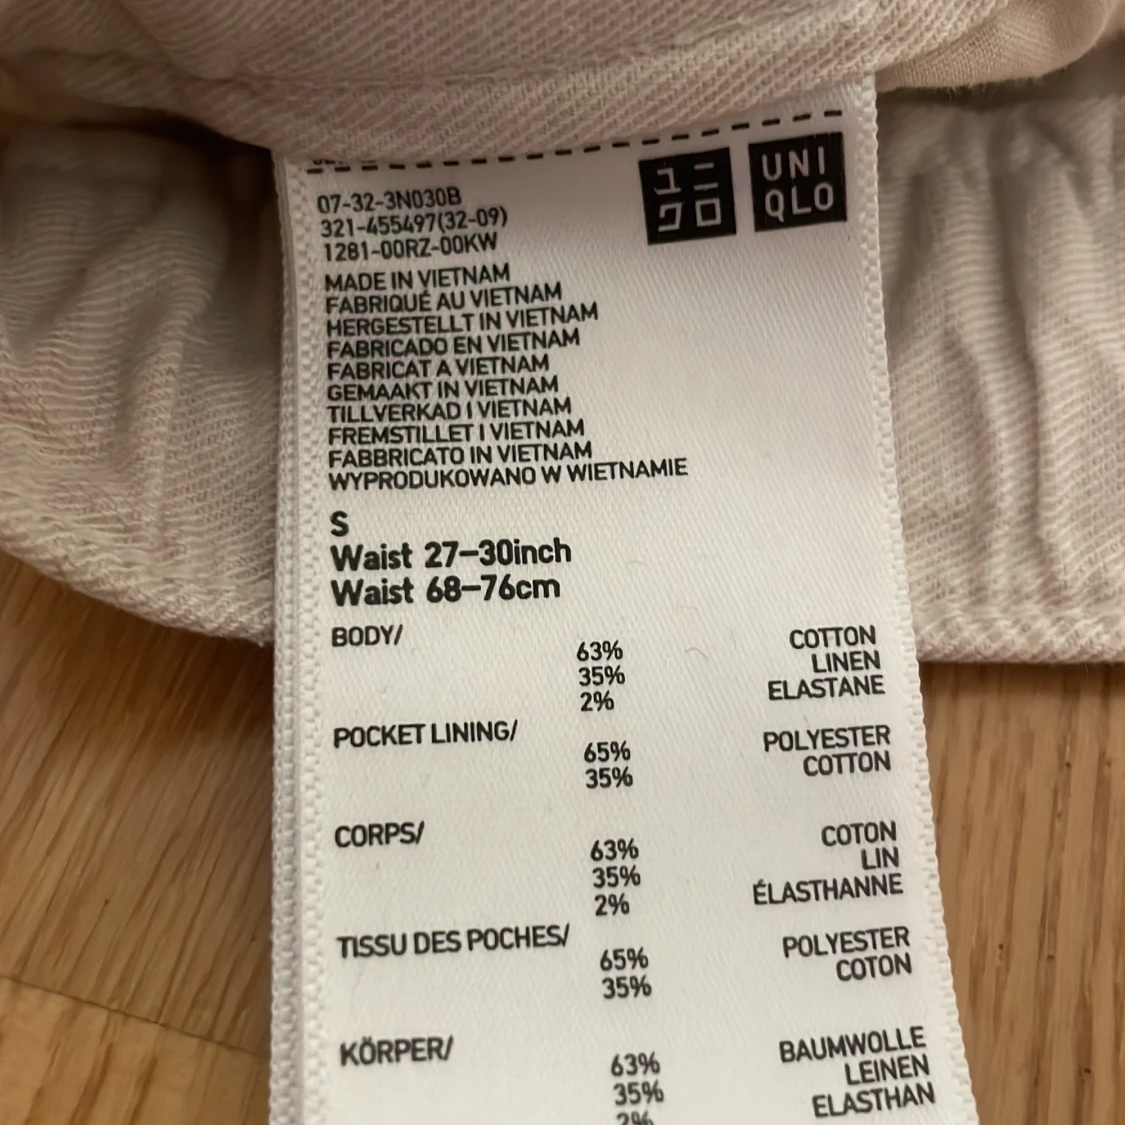 ユニ
クロ
UNI
QLO
07-32-3N030B
321-455497(32-09)
1281-00RZ-00KW
MADE IN VIETNAM
FABRIQUÉ AU VIETNAM
HERGESTELLT IN VIETNAM
FABRICADO EN VIETNAM
FABRICAT A VIETNAM
GEMAAKT IN VIETNAM
TILLVERKAD I VIETNAM
FREMSTILLET I VIETNAM
FABBRICATO IN VIETNAM
WYPRODUKOWANO W WIETNAMIE
S
Waist 27–30inch
Waist 68–76cm
BODY/
63% COTTON
35% LINEN
2% ELASTANE
POCKET LINING/
65% POLYESTER
35% COTTON
CORPS/
63% COTON
35% LIN
2% ÉLASTHANNE
TISSU DES POCHES/
65% POLYESTER
35% COTON
KÖRPER/
63% BAUMWOLLE
35% LEINEN
2% ELASTHAN